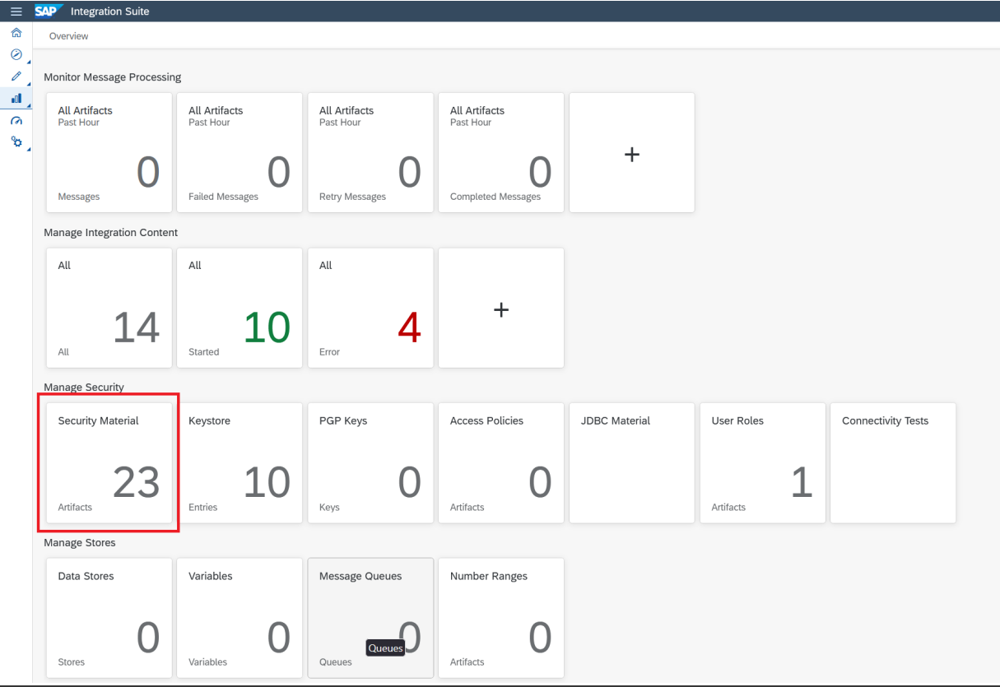 SAP Integration Suite
Overview
Monitor Message Processing
All Artifacts
Past Hour
0
Messages
All Artifacts
Past Hour
0
Failed Messages
All Artifacts
Past Hour
0
Retry Messages
All Artifacts
Past Hour
0
Completed Messages
+
Manage Integration Content
All
14
All
All
10
Started
All
4
Error
+
Manage Security
Security Material
23
Artifacts
Keystore
10
Entries
PGP Keys
0
Keys
Access Policies
0
Artifacts
JDBC Material
User Roles
1
Artifacts
Connectivity Tests
Manage Stores
Data Stores
0
Stores
Variables
0
Variables
Message Queues
0
Queues
Queues
Number Ranges
0
Artifacts